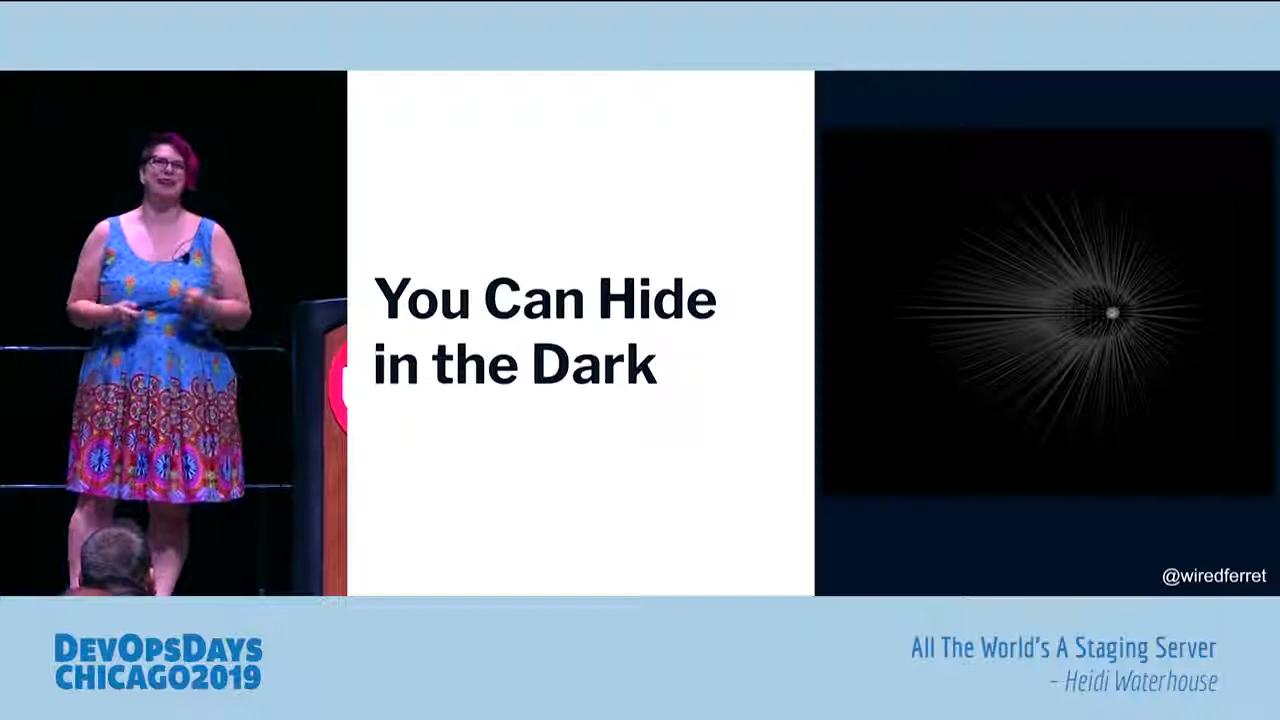 You Can Hide
in the Dark
@wiredferret
DEVOPSDAYS
CHICAGO2019
All The World's A Staging Server
- Heidi Waterhouse